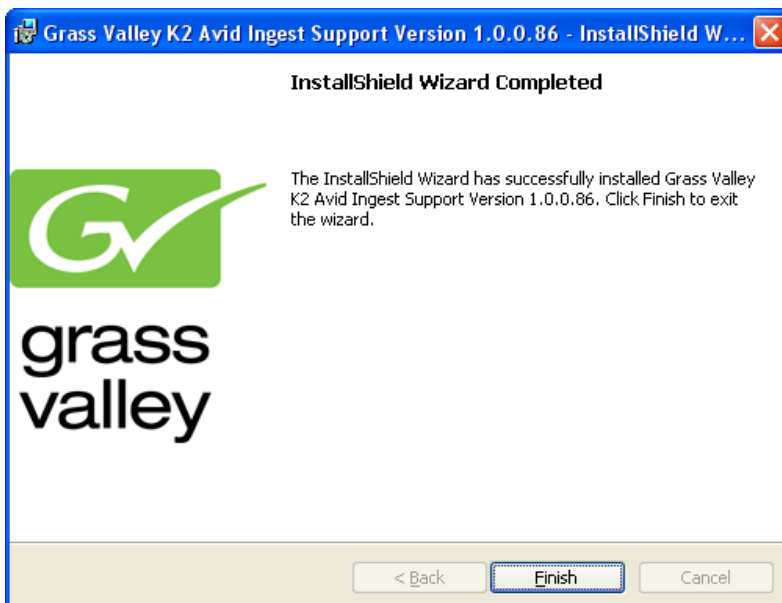 Grass Valley K2 Avid Ingest Support Version 1.0.0.86 - InstallShield W...
InstallShield Wizard Completed
The InstallShield Wizard has successfully installed Grass Valley
K2 Avid Ingest Support Version 1.0.0.86. Click Finish to exit
the wizard.
GV
grass
valley
< Back
Finish
Cancel